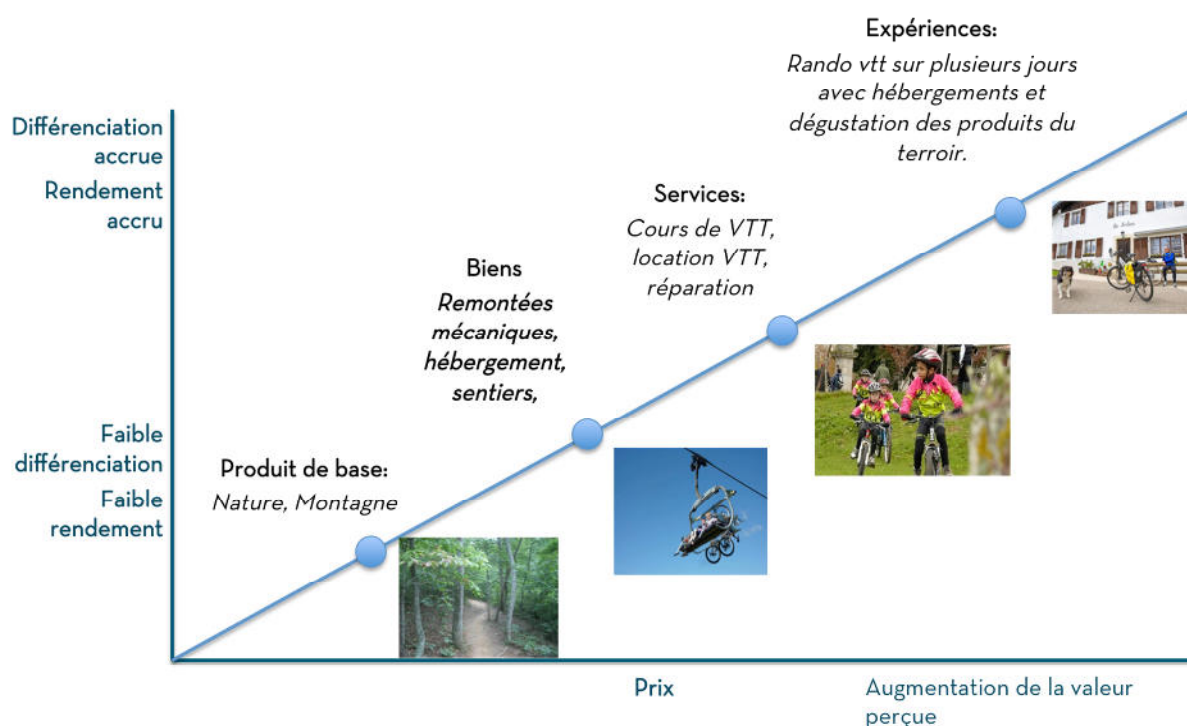 Expériences:
Rando vtt sur plusieurs jours
avec hébergements et
dégustation des produits du
terroir.
Différenciation
accrue
Rendement
accru
Services:
Cours de VTT,
location VTT,
réparation
Biens
Remontées
mécaniques,
hébergement,
sentiers,
Faible
différenciation
Faible
rendement
Produit de base:
Nature, Montagne
Prix
Augmentation de la valeur
perçue